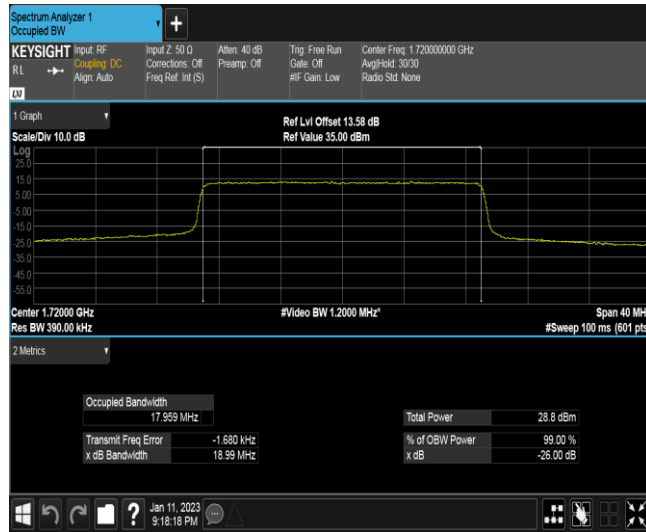 Spectrum Analyzer 1
Occupied BW
+
KEYSIGHT
RL
LXI
Input: RF
Coupling: DC
Align: Auto
Input Z: 50 Ω
Corrections: Off
Freq Ref: Int (S)
Atten: 40 dB
Preamp: Off
Trig: Free Run
Gate: Off
#IF Gain: Low
Center Freq: 1.720000000 GHz
Avg|Hold: 30/30
Radio Std: None
1 Graph
Scale/Div 10.0 dB
Ref Lvl Offset 13.58 dB
Ref Value 35.00 dBm
Log
25.0
15.0
5.00
-5.00
-15.0
-25.0
-35.0
-45.0
-55.0
Center 1.72000 GHz
#Video BW 1.2000 MHz*
Span 40 MH
Res BW 390.00 kHz
#Sweep 100 ms (601 pts
2 Metrics
Occupied Bandwidth
17.959 MHz
Total Power 28.8 dBm
Transmit Freq Error -1.680 kHz
% of OBW Power 99.00 %
x dB Bandwidth 18.99 MHz
x dB -26.00 dB
?
Jan 11, 2023
9:18:18 PM